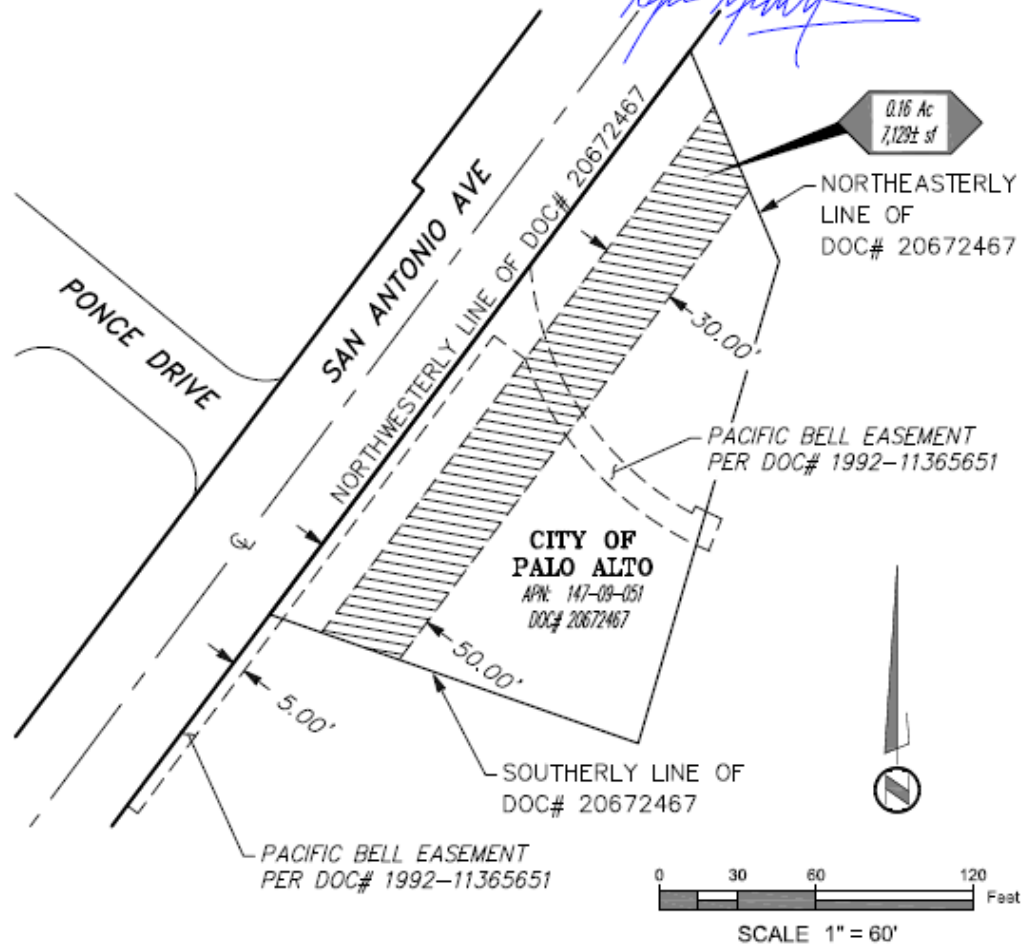 0.16 Ac
7,129± sf
NORTHEASTERLY
LINE OF
DOC# 20672467
SAN ANTONIO AVE
NORTHWESTERLY LINE OF DOC# 20672467
PONCE DRIVE
30.00'
PACIFIC BELL EASEMENT
PER DOC# 1992-11365651
CITY OF
PALO ALTO
APN: 147-09-051
DOC# 20672467
50.00'
5.00'
SOUTHERLY LINE OF
DOC# 20672467
PACIFIC BELL EASEMENT
PER DOC# 1992-11365651
N
0 30 60 120
Feet
SCALE 1" = 60'